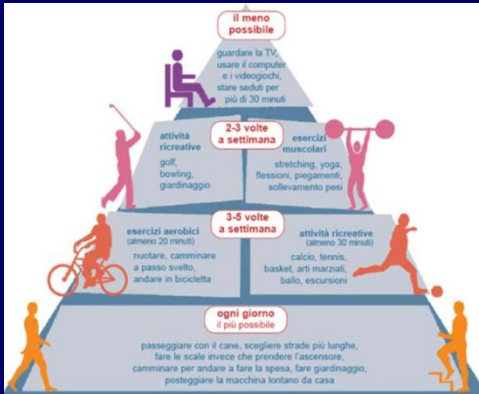 il meno
possibile
guardare la TV,
usare il computer
e i videogiochi,
stare seduti per
più di 30 minuti
2-3 volte
a settimana
attività
ricreative
golf,
bowling,
giardinaggio
esercizi
muscolari
stretching, yoga,
flessioni, piegamenti,
sollevamento pesi
3-5 volte
a settimana
esercizi aerobici
(almeno 20 minuti)
nuotare, camminare
a passo svelto,
andare in bicicletta
attività ricreative
(almeno 30 minuti)
calcio, tennis,
basket, arti marziali,
ballo, escursioni
ogni giorno
il più possibile
passeggiare con il cane, scegliere strade più lunghe,
fare le scale invece che prendere l'ascensore,
camminare per andare a fare la spesa, fare giardinaggio,
posteggiare la macchina lontano da casa